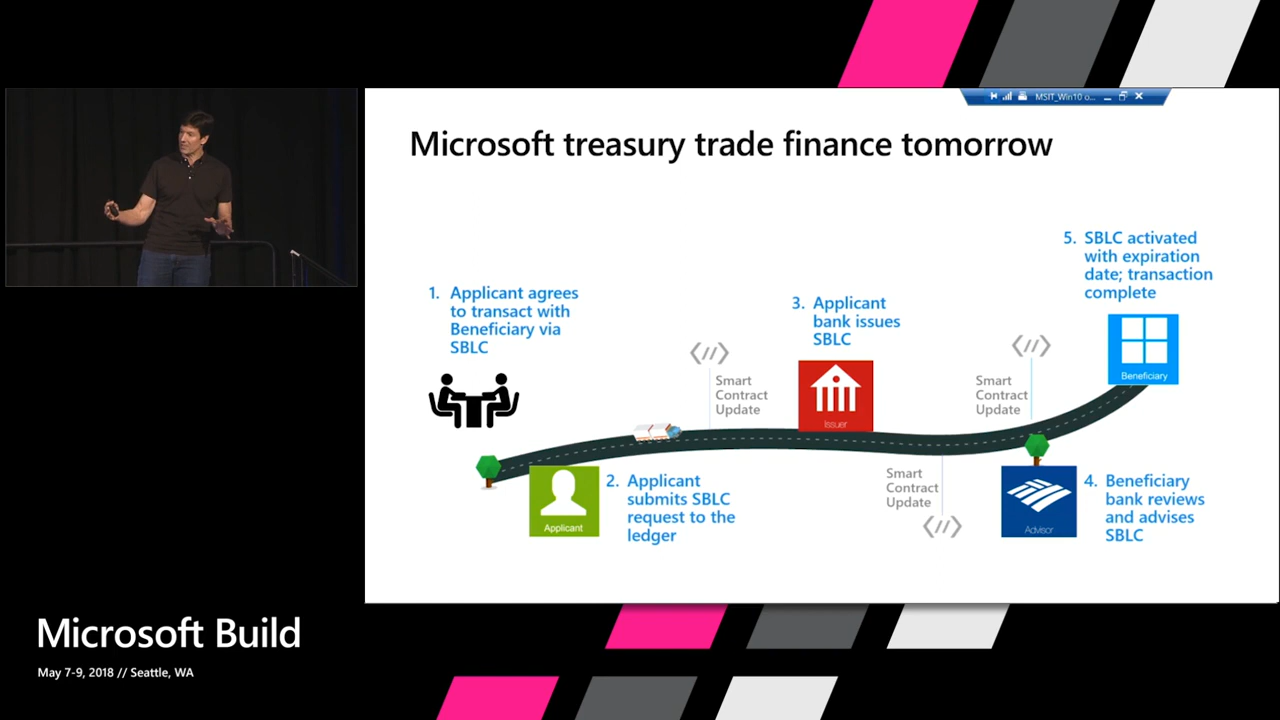 MSIT_Win10 o...
Microsoft treasury trade finance tomorrow
1. Applicant agrees
to transact with
Beneficiary via
SBLC
Smart
Contract
Update
Applicant
2. Applicant
submits SBLC
request to the
ledger
3. Applicant
bank issues
SBLC
Issuer
Smart
Contract
Update
Smart
Contract
Update
Advisor
4. Beneficiary
bank reviews
and advises
SBLC
5. SBLC activated
with expiration
date; transaction
complete
Beneficiary
Microsoft Build
May 7-9, 2018 // Seattle, WA